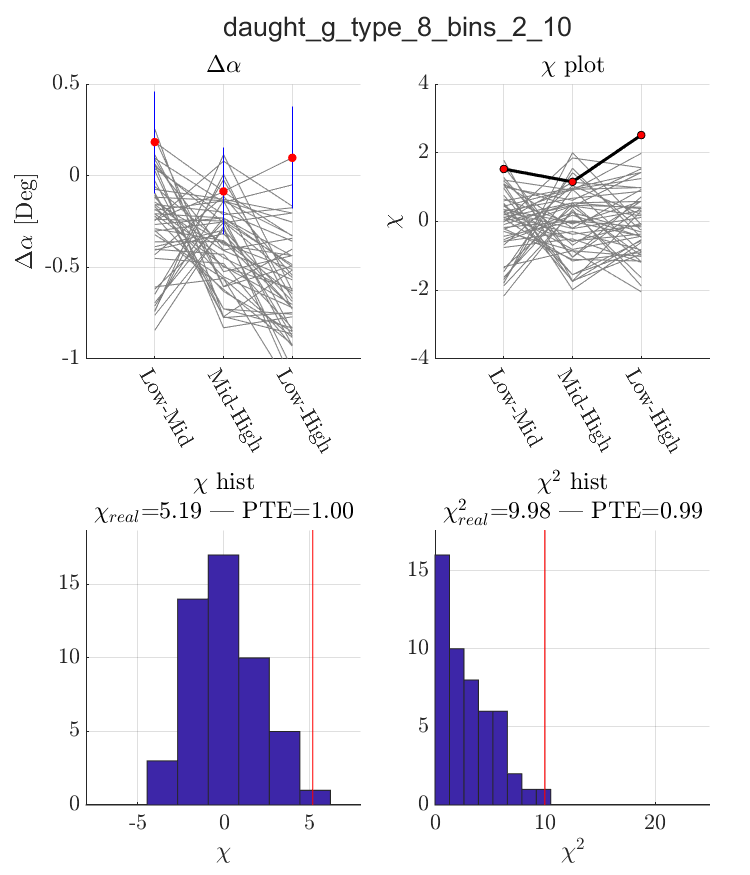 daught_g_type_8_bins_2_10
Δα
χ plot
0.5
0
-0.5
-1
Δα [Deg]
Low-Mid
Mid-High
Low-High
4
2
0
-2
-4
χ
Low-Mid
Mid-High
Low-High
χ hist
χ_real=5.19 — PTE=1.00
15
10
5
0
-5
0
5
χ
χ² hist
χ²_real=9.98 — PTE=0.99
15
10
5
0
0
10
20
χ²